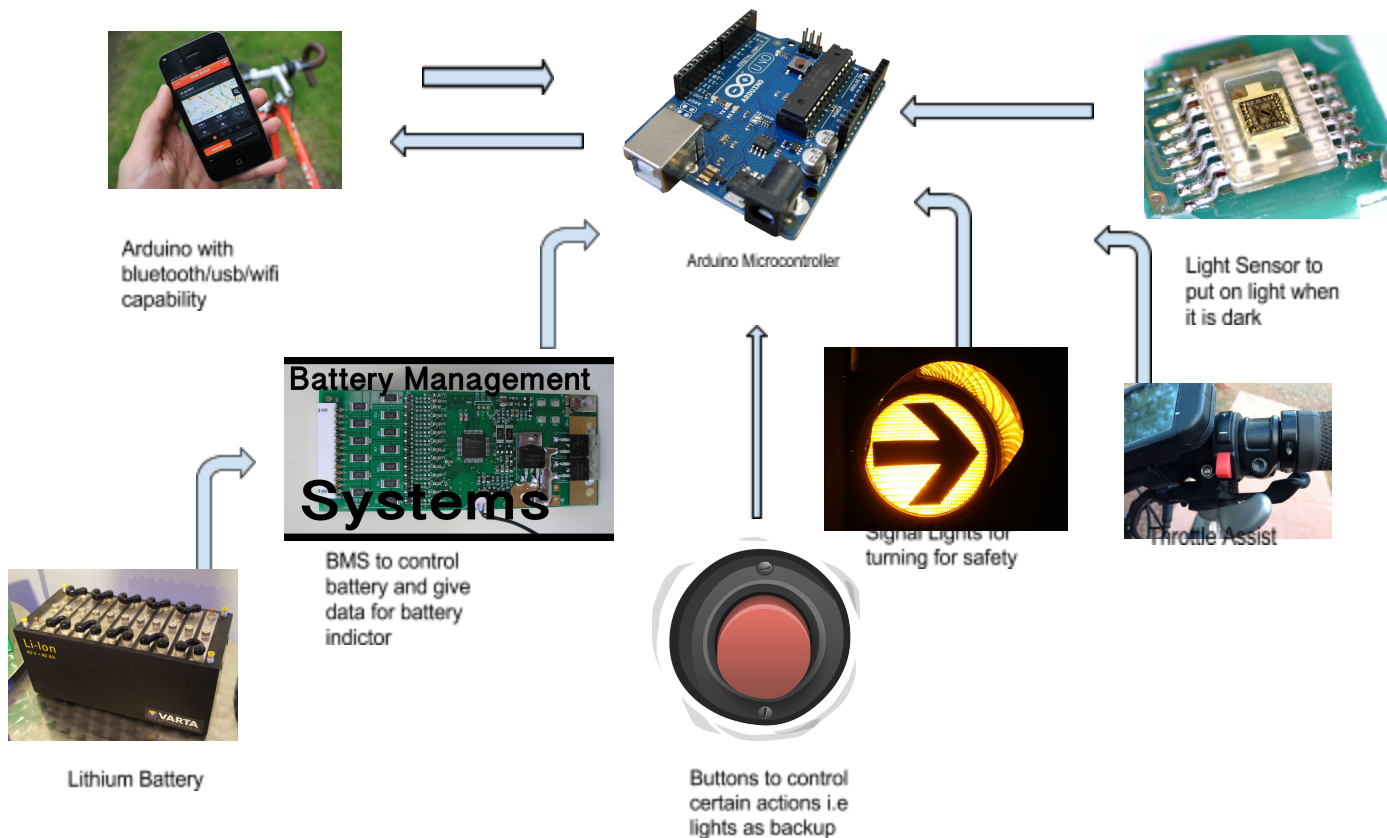 UNO
ARDUINO
Arduino with
bluetooth/usb/wifi
capability
Arduino Microcontroller
Light Sensor to
put on light when
it is dark
Battery Management
Systems
BMS to control
battery and give
data for battery
indictor
Signal Lights for
turning for safety
Throttle Assist
Li-Ion
VARTA
Lithium Battery
Buttons to control
certain actions i.e
lights as backup